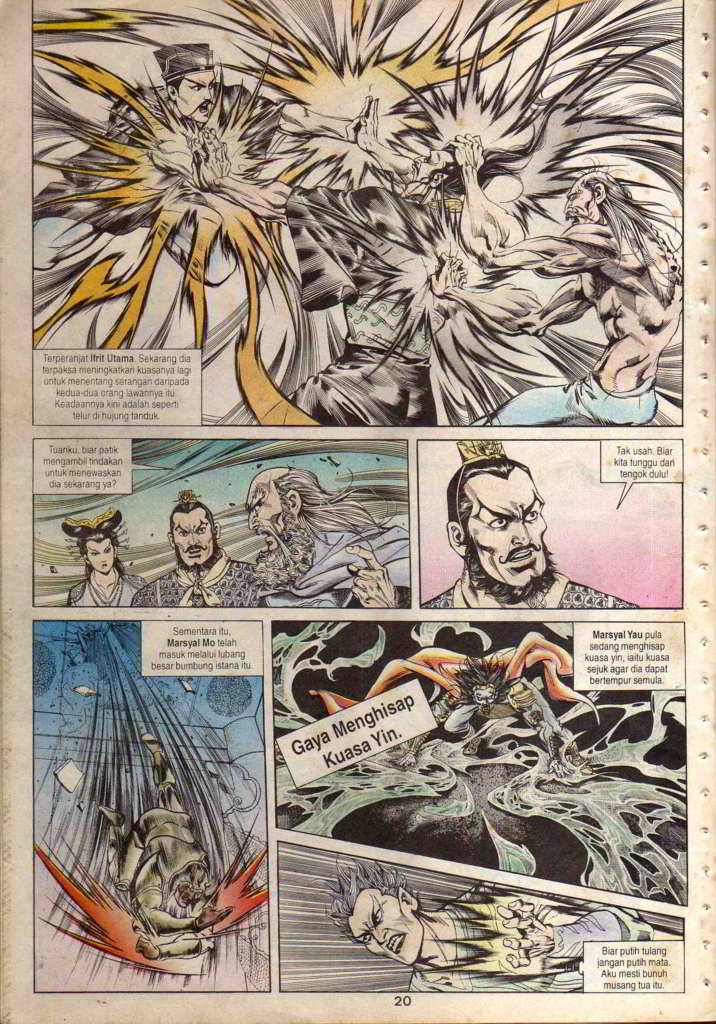 Terperanjat Ifrit Utama. Sekarang dia
terpaksa meningkatkan kuasanya lagi
untuk menentang serangan daripada
kedua-dua orang lawannya itu.
Keadaannya kini adalah seperti
telur di hujung tanduk.
Tuanku, biar patik
mengambil tindakan
untuk menewaskan
dia sekarang ya?
Tak usah. Biar
kita tunggu dan
tengok dulu!
Sementara itu,
Marsyal Mo telah
masuk melalui lubang
besar bumbung istana itu.
Marsyal Yau pula
sedang menghisap
kuasa yin, iaitu kuasa
sejuk agar dia dapat
bertempur semula.
Gaya Menghisap
Kuasa Yin.
Biar putih tulang
jangan putih mata.
Aku mesti bunuh
musang tua itu.
20